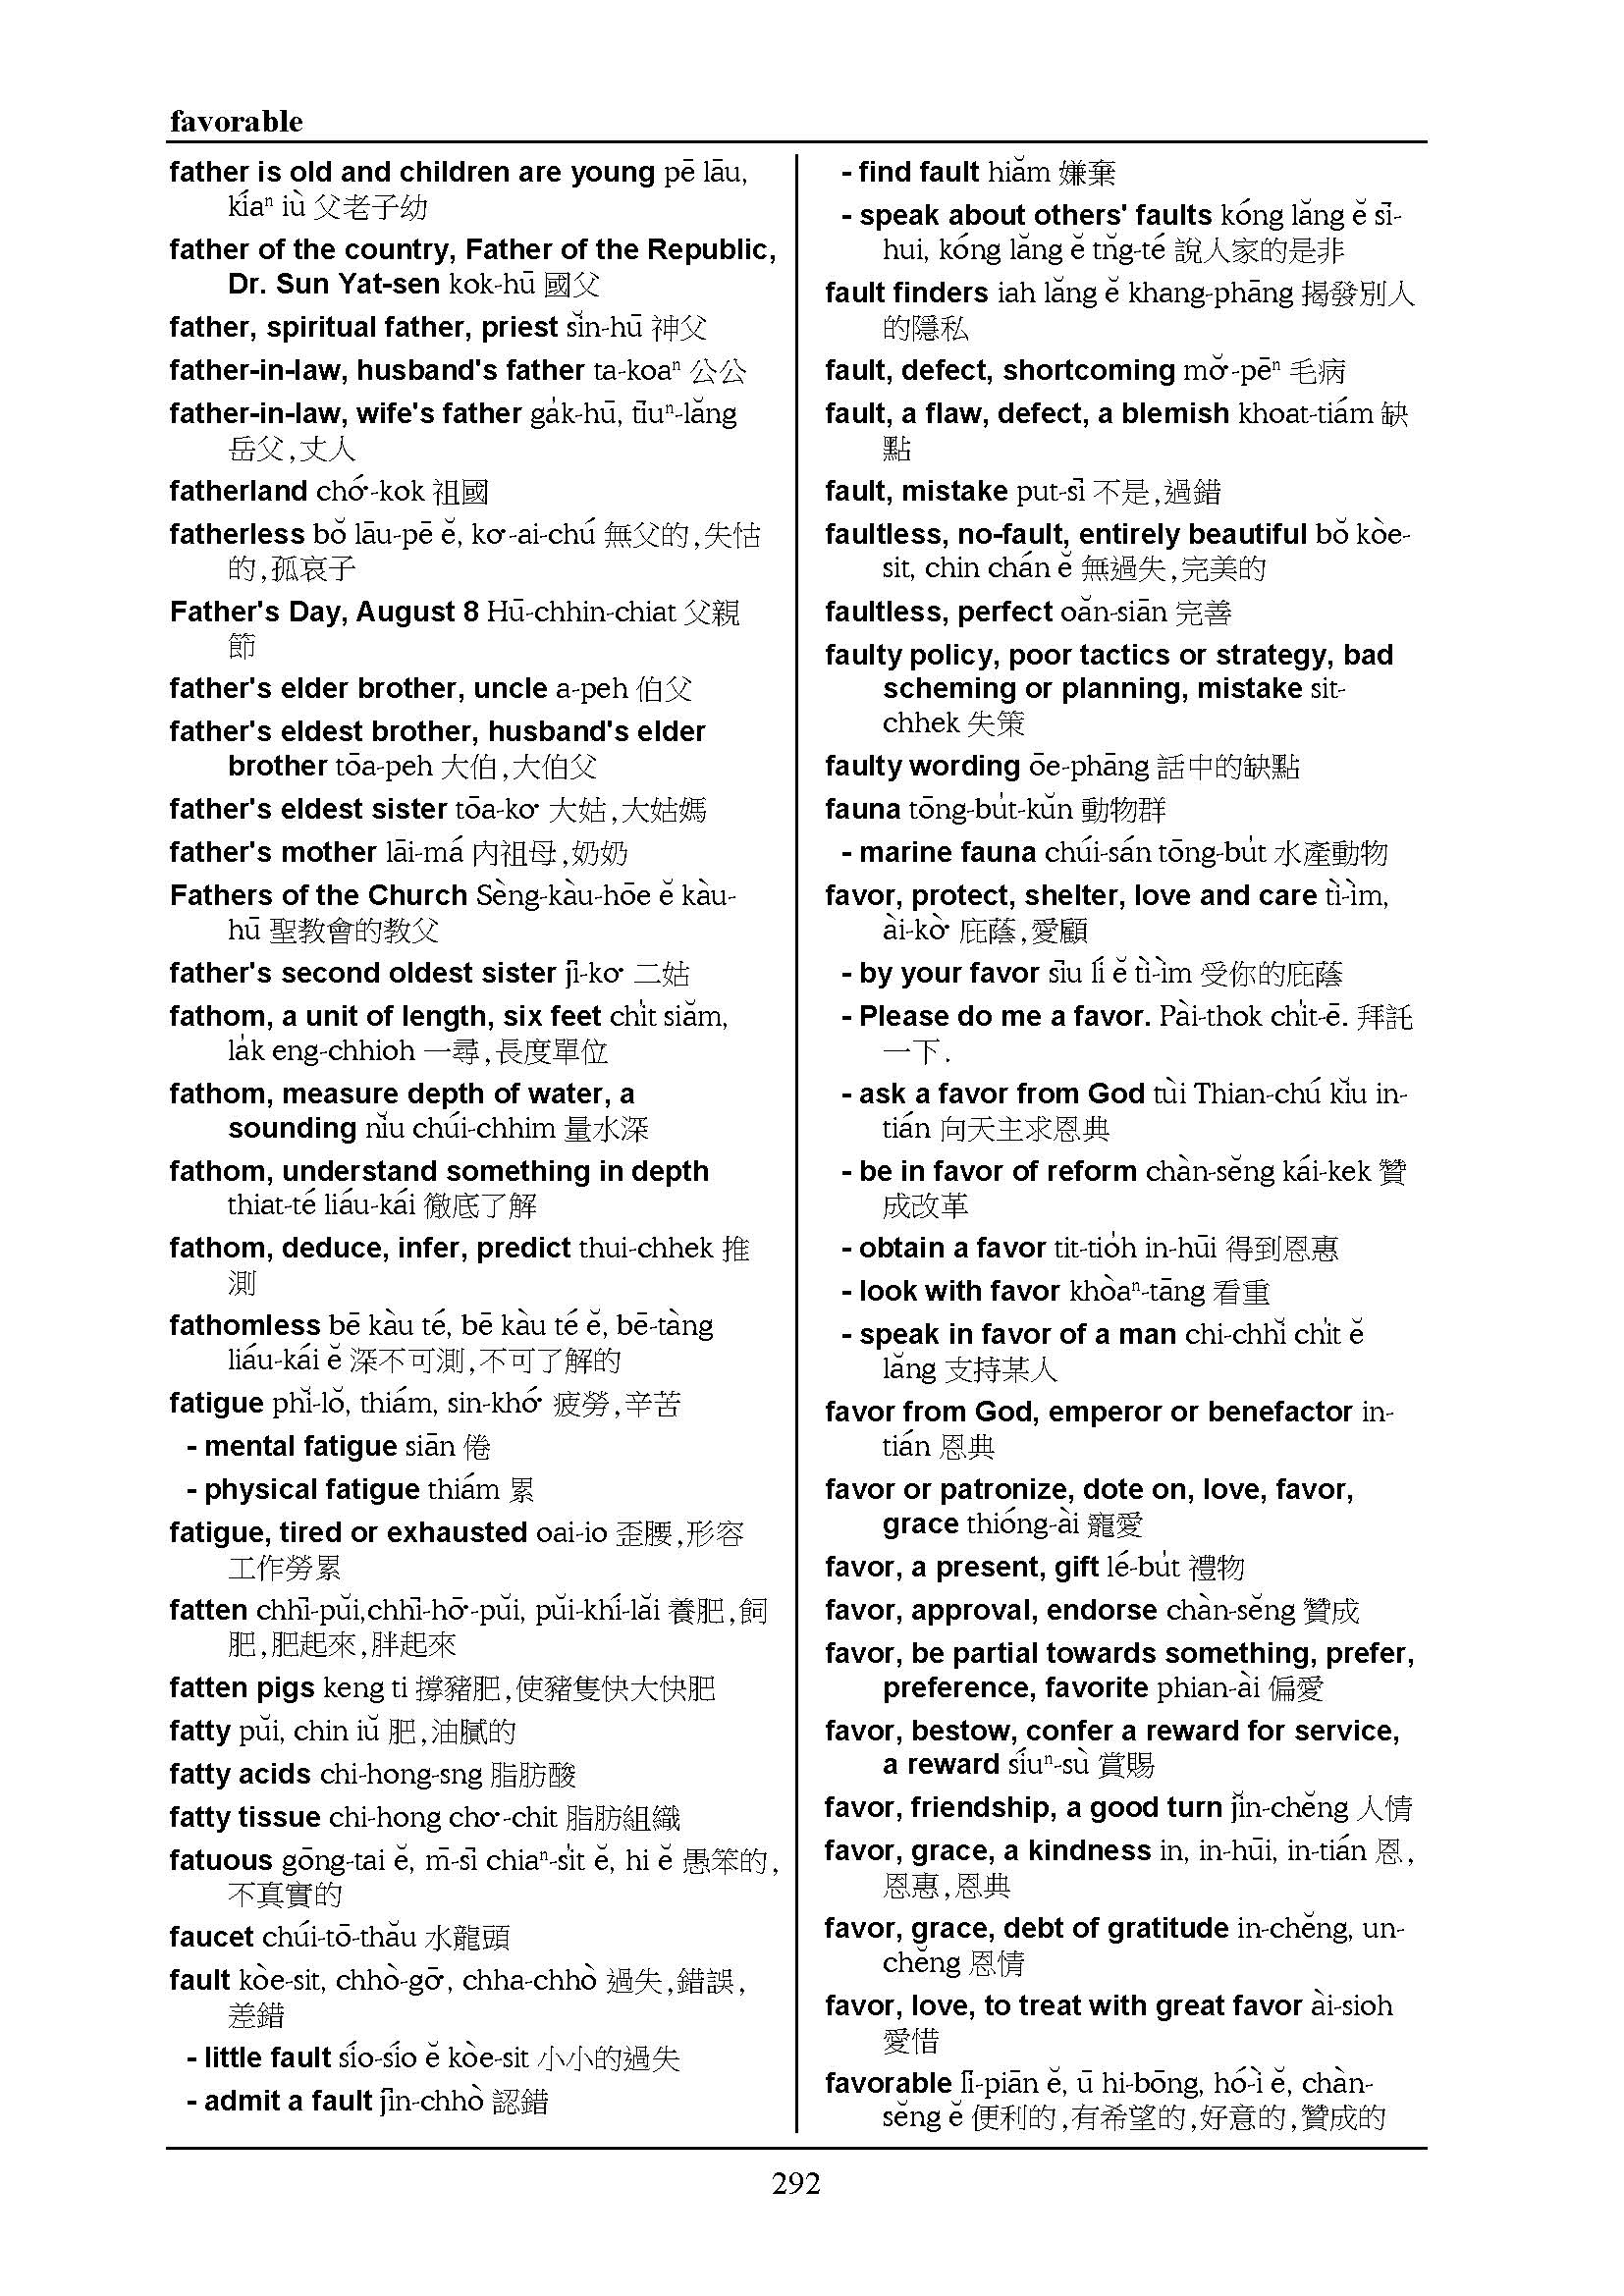 favorable
father is old and children are young pē lāu,
kíaⁿ iù 父老子幼
father of the country, Father of the Republic,
Dr. Sun Yat-sen kok-hū 國父
father, spiritual father, priest sĭn-hū 神父
father-in-law, husband's father ta-koaⁿ 公公
father-in-law, wife's father ga̍k-hū, tīuⁿ-lăng
岳父,丈人
fatherland chó͘-kok 祖國
fatherless bŏ lāu-pē ĕ, ko͘-ai-chú 無父的,失怙
的,孤哀子
Father's Day, August 8 Hū-chhin-chiat 父親
節
father's elder brother, uncle a-peh 伯父
father's eldest brother, husband's elder
brother tōa-peh 大伯,大伯父
father's eldest sister tōa-ko͘ 大姑,大姑媽
father's mother lāi-má 內祖母,奶奶
Fathers of the Church Sèng-kàu-hōe ĕ kàu-
hū 聖教會的教父
father's second oldest sister jī-ko͘ 二姑
fathom, a unit of length, six feet chi̍t siăm,
la̍k eng-chhioh 一尋,長度單位
fathom, measure depth of water, a
sounding nĭu chúi-chhim 量水深
fathom, understand something in depth
thiat-té liáu-kái 徹底了解
fathom, deduce, infer, predict thui-chhek 推
測
fathomless bē kàu té, bē kàu té ĕ, bē-tàng
liáu-kái ĕ 深不可測,不可了解的
fatigue phĭ-lŏ, thiám, sin-khó͘ 疲勞,辛苦
- mental fatigue siān 倦
- physical fatigue thiám 累
fatigue, tired or exhausted oai-io 歪腰,形容
工作勞累
fatten chhī-pŭi,chhī-hō͘-pŭi, pŭi-khí-lăi 養肥,飼
肥,肥起來,胖起來
fatten pigs keng ti 撐豬肥,使豬隻快大快肥
fatty pŭi, chin iŭ 肥,油膩的
fatty acids chi-hong-sng 脂肪酸
fatty tissue chi-hong cho͘-chit 脂肪組織
fatuous gōng-tai ĕ, m̄-sī chiaⁿ-si̍t ĕ, hi ĕ 愚笨的,
不真實的
faucet chúi-tō-thău 水龍頭
fault kòe-sit, chhò-gō͘, chha-chhò 過失,錯誤,
差錯
- little fault sío-sío ĕ kòe-sit 小小的過失
- admit a fault jīn-chhò 認錯
- find fault hiăm 嫌棄
- speak about others' faults kóng lăng ĕ sī-
hui, kóng lăng ĕ tn̆g-té 說人家的是非
fault finders iah lăng ĕ khang-phāng 揭發別人
的隱私
fault, defect, shortcoming mŏ͘-pēⁿ 毛病
fault, a flaw, defect, a blemish khoat-tiám 缺
點
fault, mistake put-sī 不是,過錯
faultless, no-fault, entirely beautiful bŏ kòe-
sit, chin chán ĕ 無過失,完美的
faultless, perfect oăn-siān 完善
faulty policy, poor tactics or strategy, bad
scheming or planning, mistake sit-
chhek 失策
faulty wording ōe-phāng 話中的缺點
fauna tōng-bu̍t-kŭn 動物群
- marine fauna chúi-sán tōng-bu̍t 水產動物
favor, protect, shelter, love and care tì-ìm,
ài-kò͘ 庇蔭,愛顧
- by your favor sīu lí ĕ tì-ìm 受你的庇蔭
- Please do me a favor. Pài-thok chi̍t-ē. 拜託
一下.
- ask a favor from God tùi Thian-chú kĭu in-
tián 向天主求恩典
- be in favor of reform chàn-sĕng kái-kek 贊
成改革
- obtain a favor tit-tio̍h in-hūi 得到恩惠
- look with favor khòaⁿ-tāng 看重
- speak in favor of a man chi-chhĭ chi̍t ĕ
lăng 支持某人
favor from God, emperor or benefactor in-
tián 恩典
favor or patronize, dote on, love, favor,
grace thióng-ài 寵愛
favor, a present, gift lé-bu̍t 禮物
favor, approval, endorse chàn-sĕng 贊成
favor, be partial towards something, prefer,
preference, favorite phian-ài 偏愛
favor, bestow, confer a reward for service,
a reward síuⁿ-sù 賞賜
favor, friendship, a good turn jĭn-chĕng 人情
favor, grace, a kindness in, in-hūi, in-tián 恩,
恩惠,恩典
favor, grace, debt of gratitude in-chĕng, un-
chĕng 恩情
favor, love, to treat with great favor ài-sioh
愛惜
favorable lī-piān ĕ, ū hi-bōng, hó-ì ĕ, chàn-
sĕng ĕ 便利的,有希望的,好意的,贊成的
292